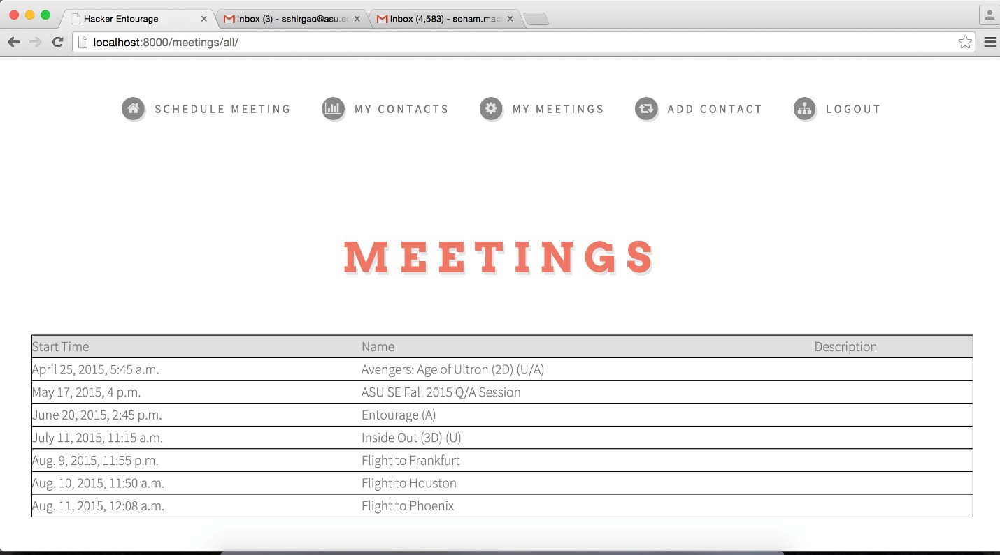 Hacker Entourage Inbox (3) - sshirgao@asu.e Inbox (4,583) - soham.mac
localhost:8000/meetings/all/
SCHEDULE MEETING MY CONTACTS MY MEETINGS ADD CONTACT LOGOUT
MEETINGS
Start Time Name Description
April 25, 2015, 5:45 a.m. Avengers: Age of Ultron (2D) (U/A)
May 17, 2015, 4 p.m. ASU SE Fall 2015 Q/A Session
June 20, 2015, 2:45 p.m. Entourage (A)
July 11, 2015, 11:15 a.m. Inside Out (3D) (U)
Aug. 9, 2015, 11:55 p.m. Flight to Frankfurt
Aug. 10, 2015, 11:50 a.m. Flight to Houston
Aug. 11, 2015, 12:08 a.m. Flight to Phoenix